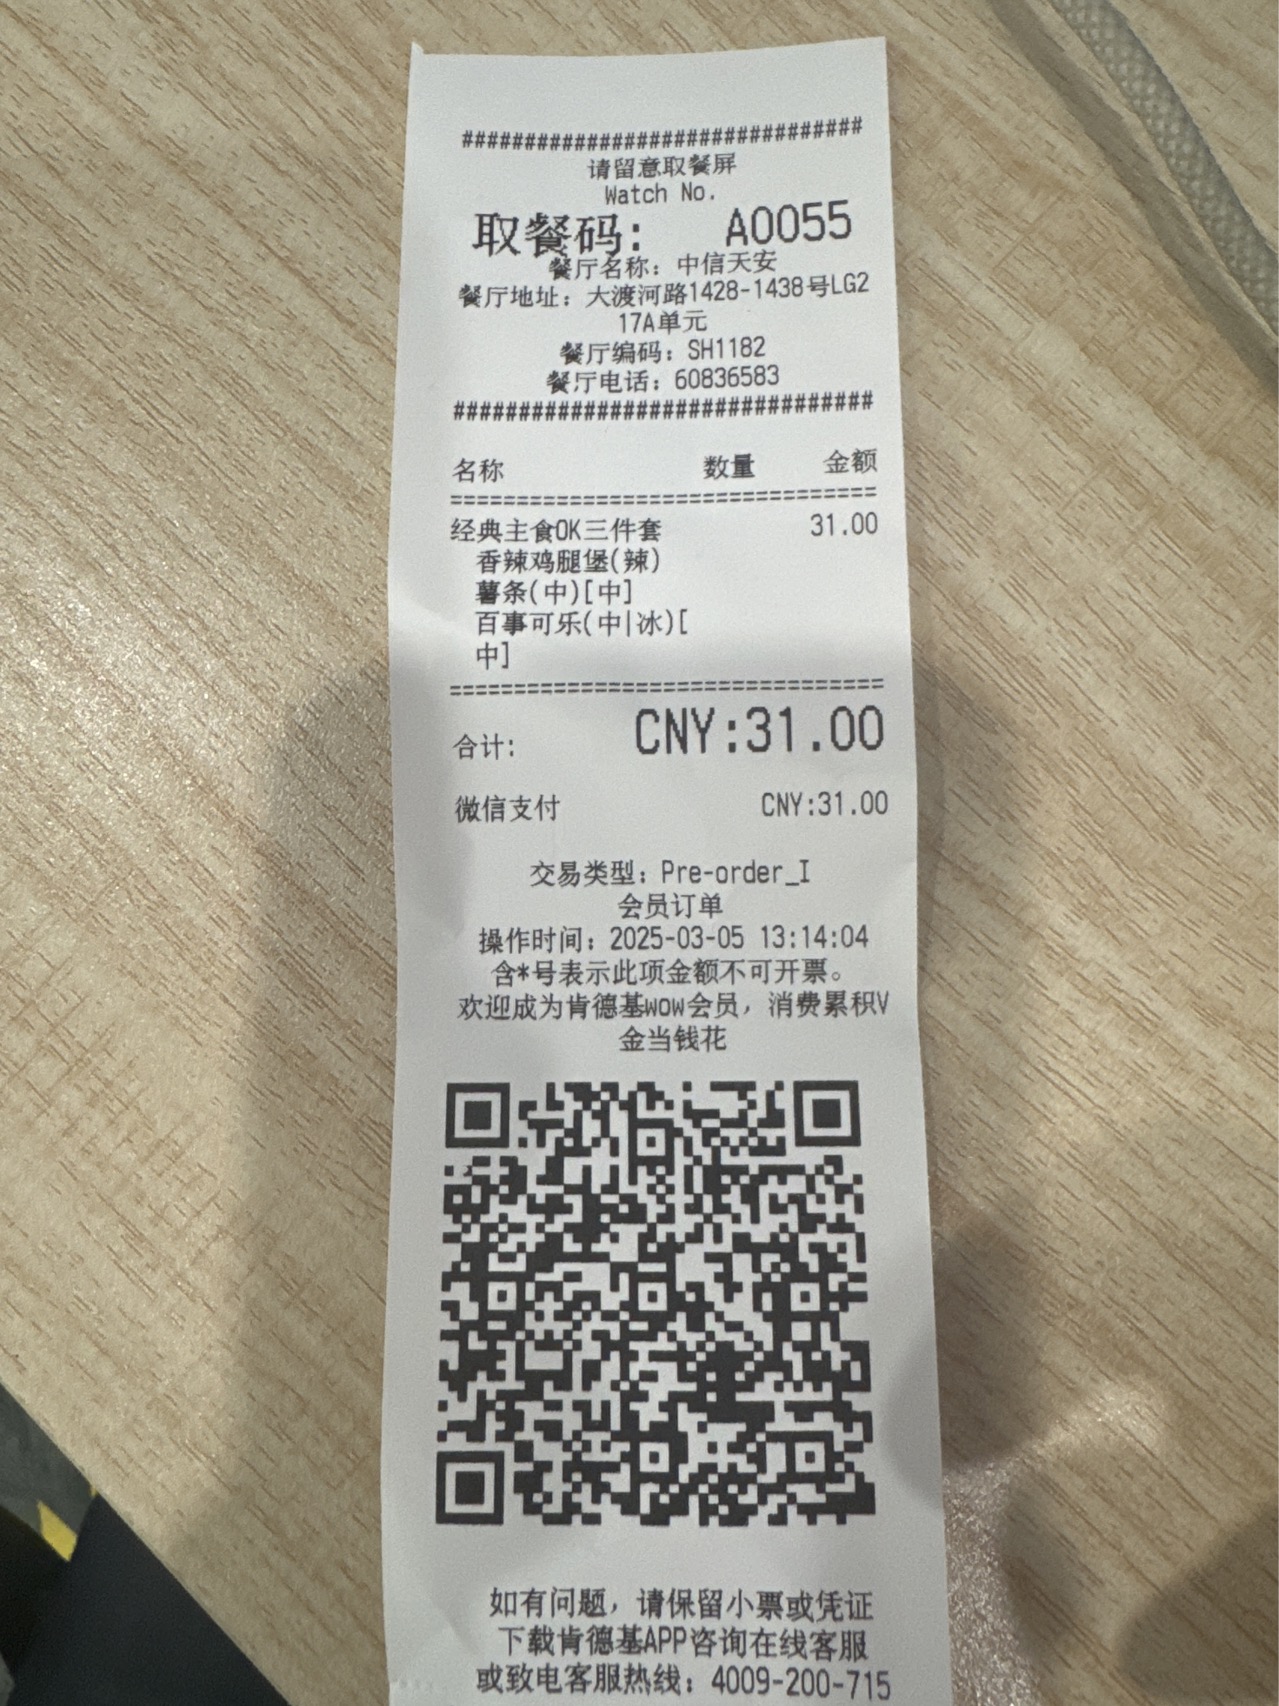 ################################
请留意取餐屏
Watch No.
取餐码: A0055
餐厅名称: 中信天安
餐厅地址: 大渡河路1428-1438号LG2
17A单元
餐厅编码: SH1182
餐厅电话: 60836583
################################
名称 数量 金额
================================
经典主食OK三件套 31.00
香辣鸡腿堡(辣)
薯条(中)[中]
百事可乐(中|冰)[
中]
================================
合计: CNY:31.00
微信支付 CNY:31.00
交易类型: Pre-order_I
会员订单
操作时间: 2025-03-05 13:14:04
含*号表示此项金额不可开票。
欢迎成为肯德基wow会员, 消费累积V
金当钱花
如有问题, 请保留小票或凭证
下载肯德基APP咨询在线客服
或致电客服热线: 4009-200-715